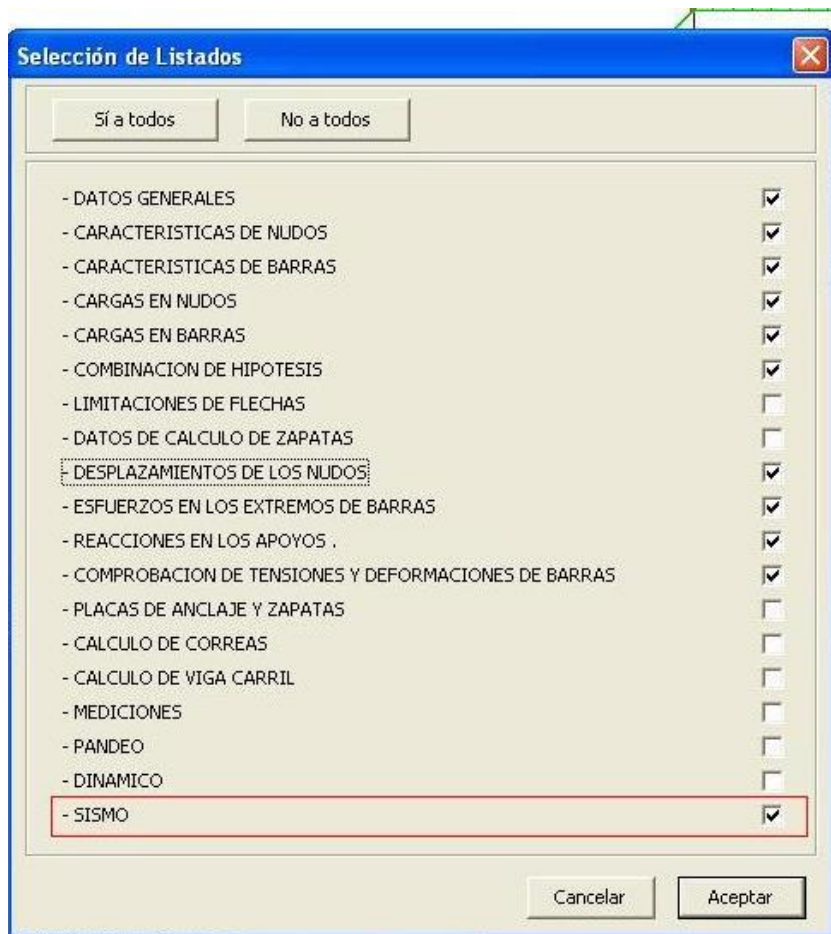 Selección de Listados
Sí a todos
No a todos
- DATOS GENERALES
- CARACTERISTICAS DE NUDOS
- CARACTERISTICAS DE BARRAS
- CARGAS EN NUDOS
- CARGAS EN BARRAS
- COMBINACION DE HIPOTESIS
- LIMITACIONES DE FLECHAS
- DATOS DE CALCULO DE ZAPATAS
- DESPLAZAMIENTOS DE LOS NUDOS
- ESFUERZOS EN LOS EXTREMOS DE BARRAS
- REACCIONES EN LOS APOYOS .
- COMPROBACION DE TENSIONES Y DEFORMACIONES DE BARRAS
- PLACAS DE ANCLAJE Y ZAPATAS
- CALCULO DE CORREAS
- CALCULO DE VIGA CARRIL
- MEDICIONES
- PANDEO
- DINAMICO
- SISMO
Cancelar
Aceptar